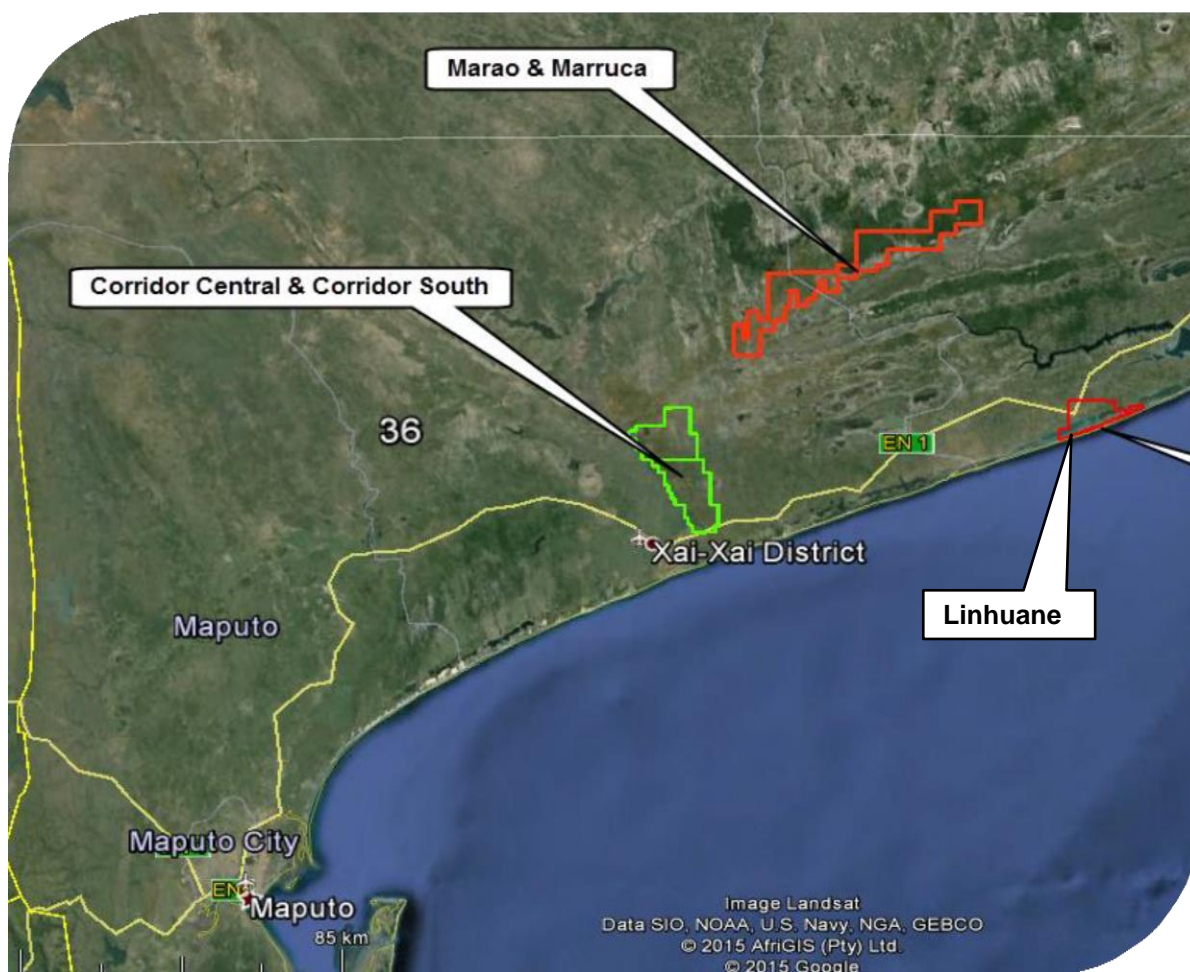 Marao & Marruca
Corridor Central & Corridor South
36
EN 1
Xai-Xai District
Linhuane
Maputo
Maputo City
EN
Maputo
85 km
Image Landsat
Data SIO, NOAA, U.S. Navy, NGA, GEBCO
© 2015 AfriGIS (Pty) Ltd.
© 2015 Google